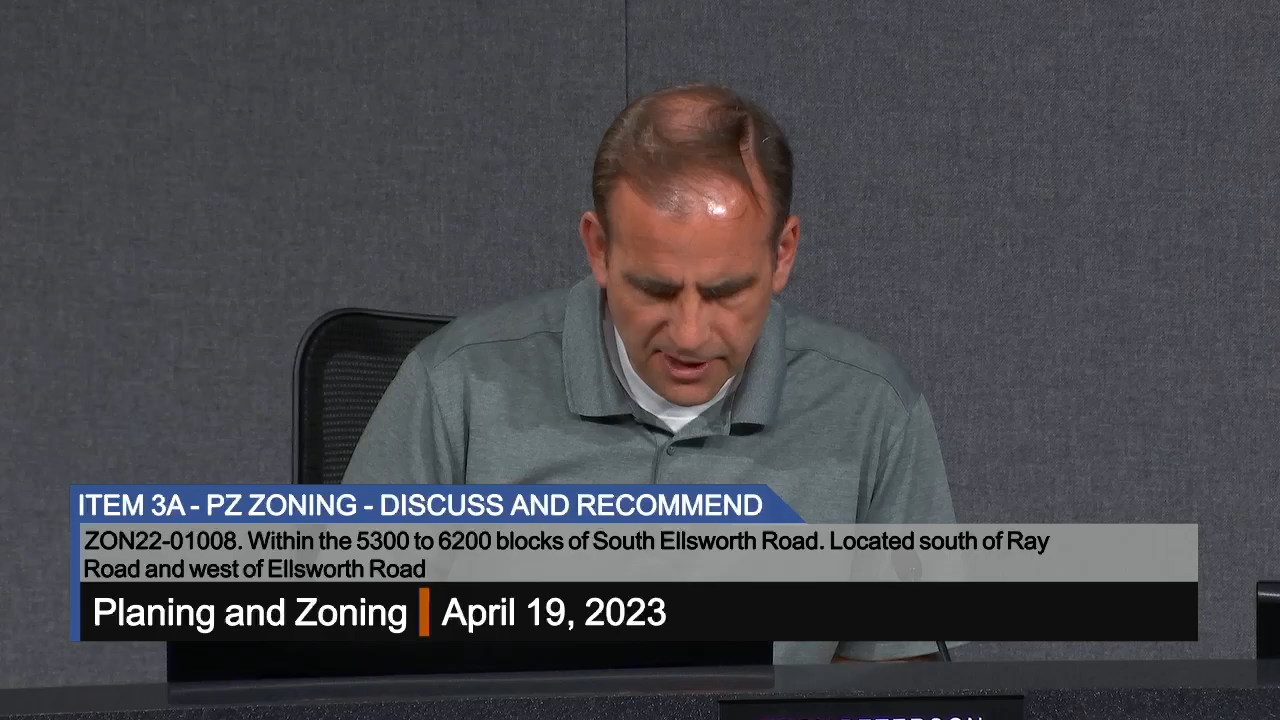 ITEM 3A - PZ ZONING - DISCUSS AND RECOMMEND
ZON22-01008. Within the 5300 to 6200 blocks of South Ellsworth Road. Located south of Ray
Road and west of Ellsworth Road
Planing and Zoning April 19, 2023